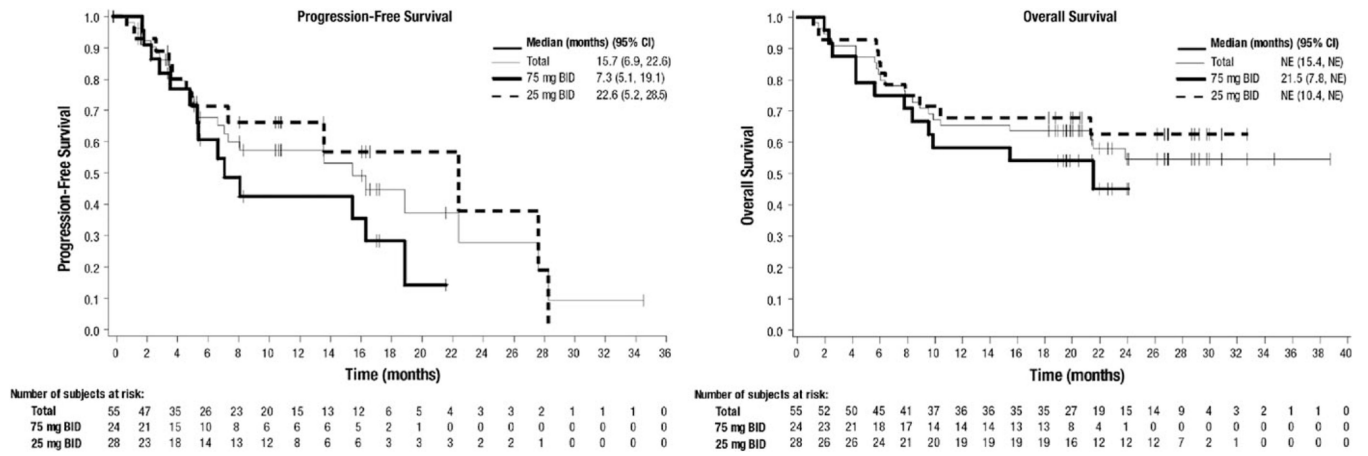 Progression-Free Survival
Median (months) (95% CI)
Total 15.7 (6.9, 22.6)
75 mg BID 7.3 (5.1, 19.1)
25 mg BID 22.6 (5.2, 28.5)
Progression-Free Survival
1.0
0.9
0.8
0.7
0.6
0.5
0.4
0.3
0.2
0.1
0.0
0 2 4 6 8 10 12 14 16 18 20 22 24 26 28 30 32 34 36
Time (months)
Number of subjects at risk:
Total 55 47 35 26 23 20 15 13 12 6 5 4 3 3 2 1 1 1 0
75 mg BID 24 21 15 10 8 6 6 6 5 2 1 0 0 0 0 0 0 0 0
25 mg BID 28 23 18 14 13 12 8 6 6 3 3 3 2 2 1 0 0 0 0
Overall Survival
Median (months) (95% CI)
Total NE (15.4, NE)
75 mg BID 21.5 (7.8, NE)
25 mg BID NE (10.4, NE)
Overall Survival
1.0
0.9
0.8
0.7
0.6
0.5
0.4
0.3
0.2
0.1
0.0
0 2 4 6 8 10 12 14 16 18 20 22 24 26 28 30 32 34 36 38 40
Time (months)
Number of subjects at risk:
Total 55 52 50 45 41 37 36 36 35 35 27 19 15 14 9 4 3 2 1 1 0
75 mg BID 24 23 21 18 17 14 14 14 13 13 8 4 1 0 0 0 0 0 0 0 0
25 mg BID 28 26 26 24 21 20 19 19 19 19 16 12 12 12 7 2 1 0 0 0 0